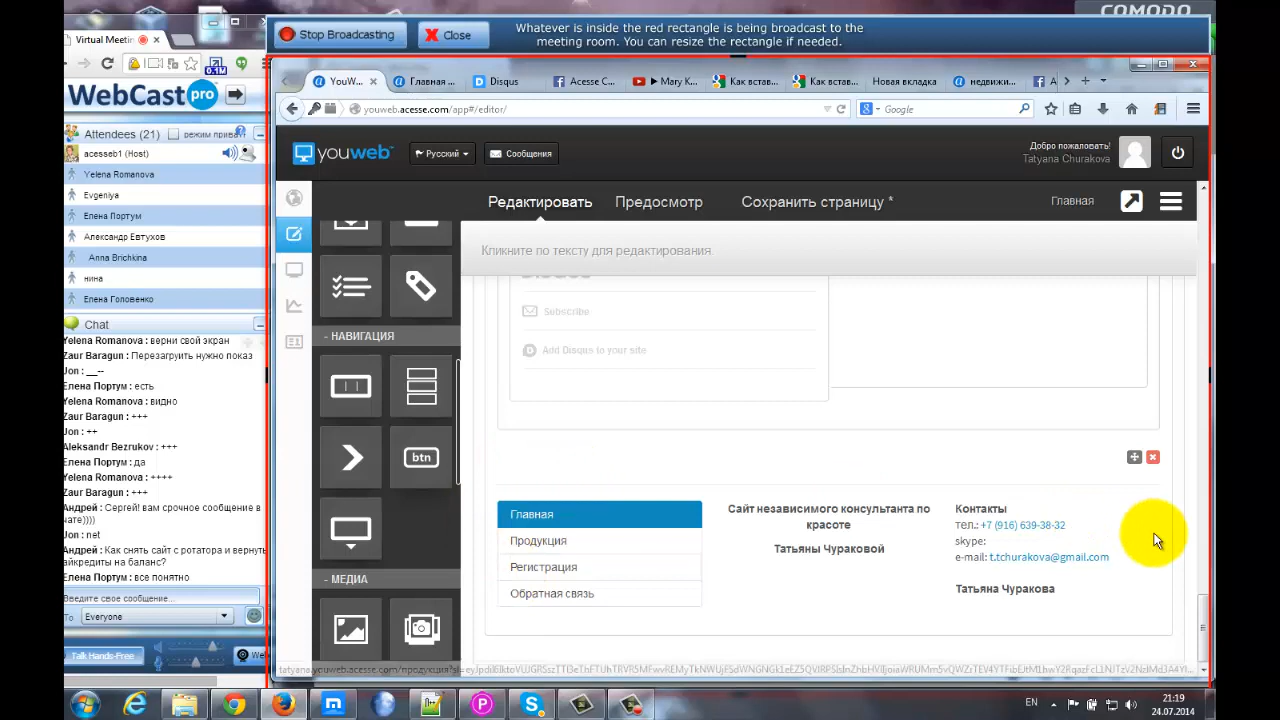 COMODO
Virtual Meeti
Stop Broadcasting
Close
Whatever is inside the red rectangle is being broadcast to the
meeting room. You can resize the rectangle if needed.
0.1M
WebCast pro
Attendees (21)
режим приват
acesseb1 (Host)
Yelena Romanova
Evgeniya
Елена Портум
Александр Евтухов
Anna Brichkina
нина
Елена Головенко
Chat
Yelena Romanova : верни свой экран
Zaur Baragun : Перезагруить нужно показ
Jon : __--
Елена Портум : есть
Yelena Romanova : видно
Zaur Baragun : +++
Jon : ++
Aleksandr Bezrukov : +++
Елена Портум : да
Yelena Romanova : ++++
Zaur Baragun : +++
Андрей : Сергей! вам срочное сообщение в
чате))))
Jon : net
Андрей : Как снять сайт с ротатора и вернуть
айкредиты на баланс?
Елена Портум : все понятно
Введите свое сообщение...
To
Everyone
Talk Hands-Free
We
YouW...
Главная ...
Disqus
Acesse C...
▶ Mary K...
Как встав...
Как встав...
Новая вкладка
недвижи...
A
youweb.acesse.com/app#/editor/
Google
youweb
Русский
Сообщения
Добро пожаловать!
Tatyana Churakova
Редактировать
Предосмотр
Сохранить страницу *
Главная
Кликните по тексту для редактирования.
Disqus
Subscribe
Add Disqus to your site
- НАВИГАЦИЯ
btn
- МЕДИА
Главная
Продукция
Регистрация
Обратная связь
Сайт независимого консультанта по
красоте
Татьяны Чураковой
Контакты
тел.: +7 (916) 639-38-32
skype:
e-mail: t.tchurakova@gmail.com
Татьяна Чуракова
EN
21:19
24.07.2014